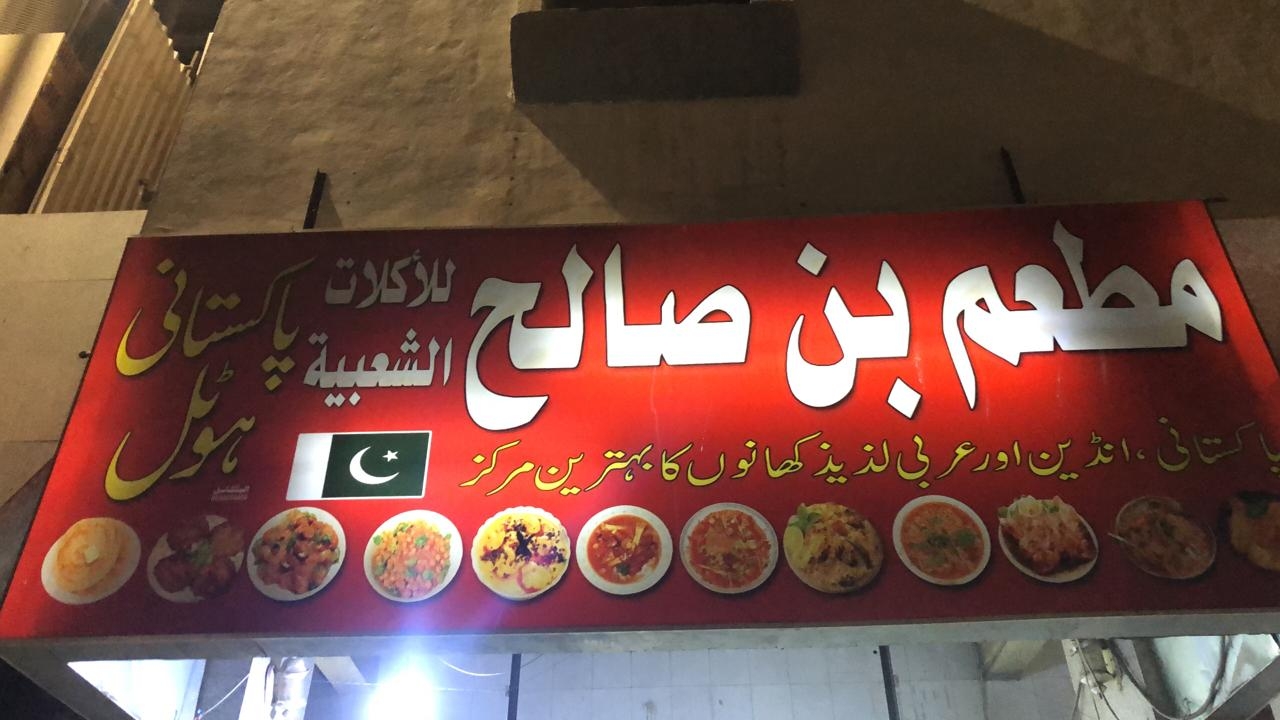 مطعم بن صالح
للأكلات
الشعبية
پاکستانی
ہوٹل
پاکستانی ، انڈین اور عربی لذیذ کھانوں کا بہترین مرکز